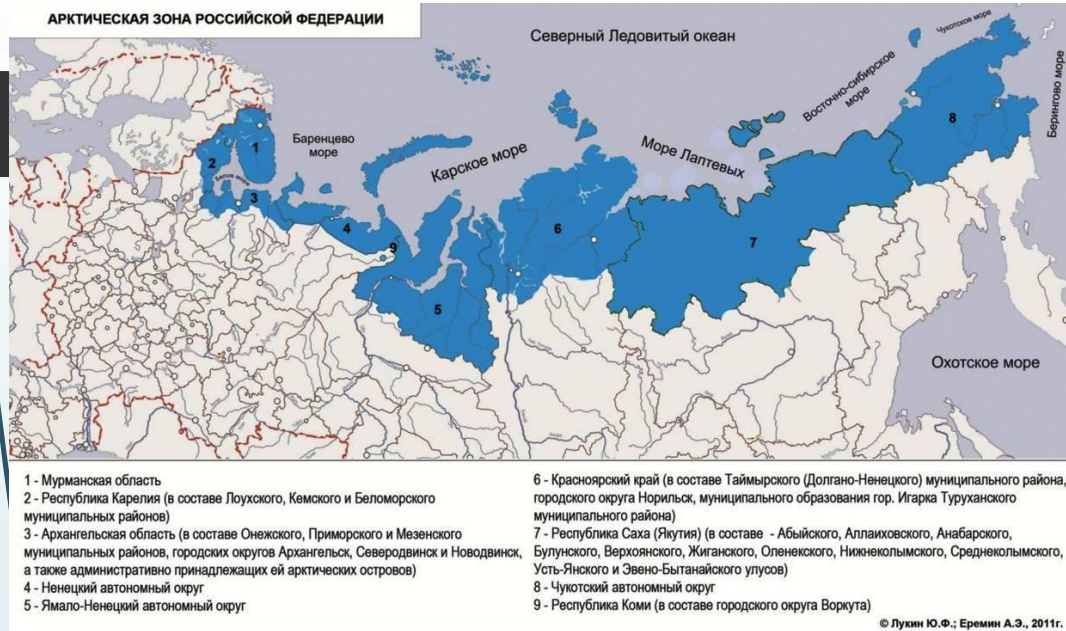 АРКТИЧЕСКАЯ ЗОНА РОССИЙСКОЙ ФЕДЕРАЦИИ
Северный Ледовитый океан
Чукотское море
Восточно-сибирское
море
Берингово море
Баренцево
море
Карское море
Море Лаптевых
Белое море
Охотское море
1
2
3
4
9
5
6
7
8
1 - Мурманская область
2 - Республика Карелия (в составе Лоухского, Кемского и Беломорского
муниципальных районов)
3 - Архангельская область (в составе Онежского, Приморского и Мезенского
муниципальных районов, городских округов Архангельск, Северодвинск и Новодвинск,
а также административно принадлежащих ей арктических островов)
4 - Ненецкий автономный округ
5 - Ямало-Ненецкий автономный округ
6 - Красноярский край (в составе Таймырского (Долгано-Ненецкого) муниципального района,
городского округа Норильск, муниципального образования гор. Игарка Туруханского
муниципального района)
7 - Республика Саха (Якутия) (в составе - Абыйского, Аллаиховского, Анабарского,
Булунского, Верхоянского, Жиганского, Оленекского, Нижнеколымского, Среднеколымского,
Усть-Янского и Эвено-Бытанайского улусов)
8 - Чукотский автономный округ
9 - Республика Коми (в составе городского округа Воркута)
© Лукин Ю.Ф.; Еремин А.Э., 2011г.